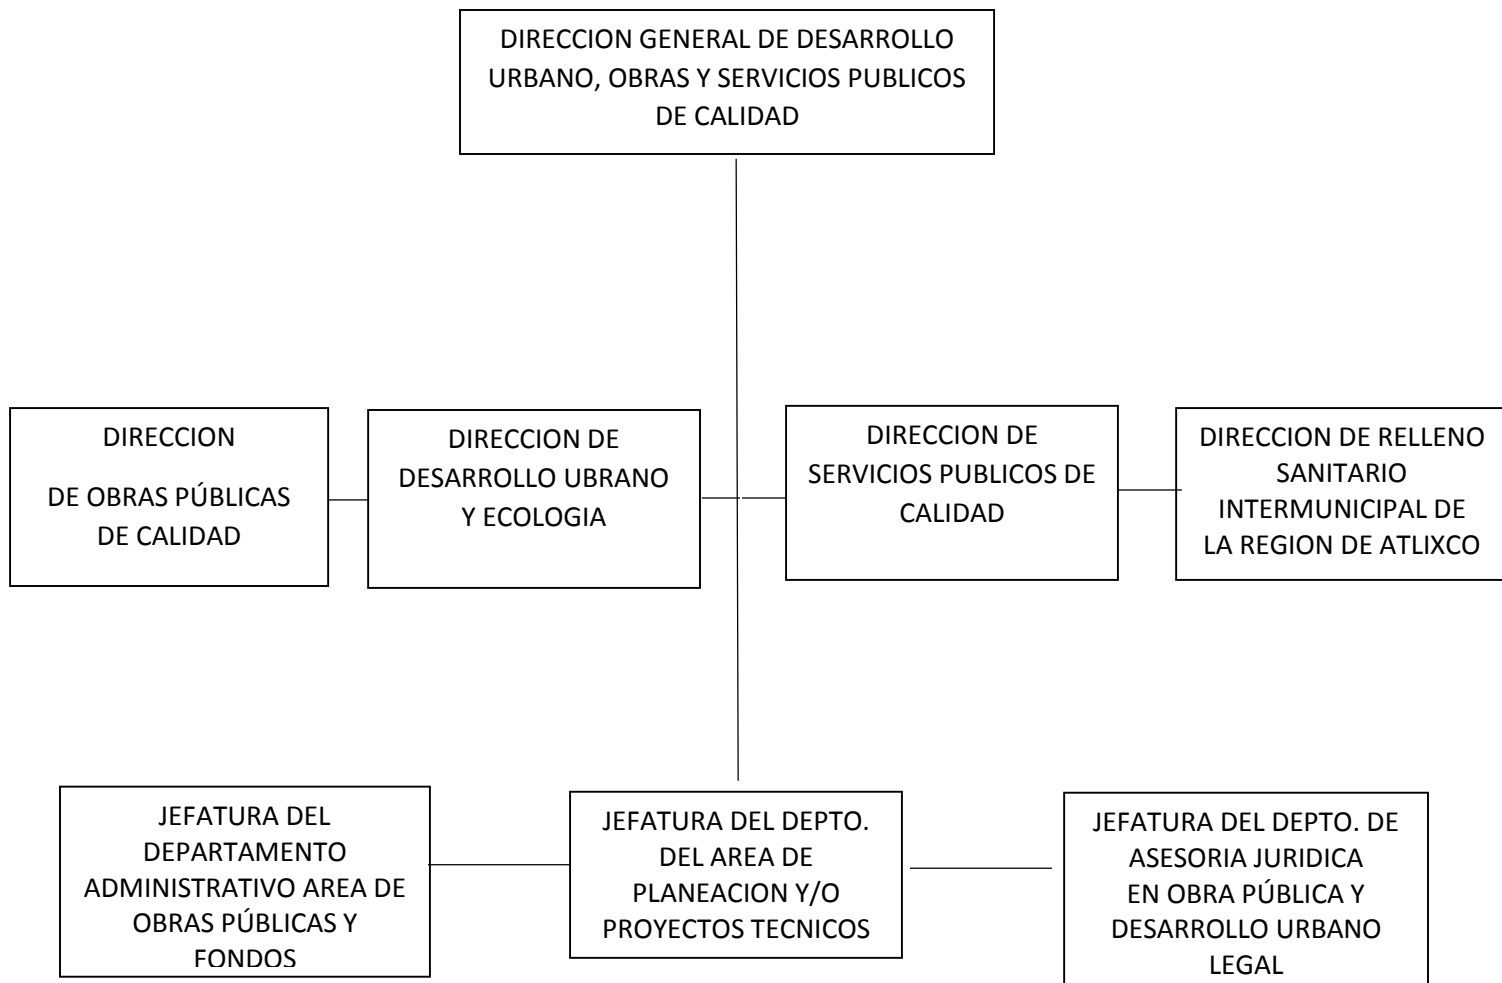 DIRECCION GENERAL DE DESARROLLO
URBANO, OBRAS Y SERVICIOS PUBLICOS
DE CALIDAD
DIRECCION
DE OBRAS PÚBLICAS
DE CALIDAD
DIRECCION DE
DESARROLLO UBRANO
Y ECOLOGIA
DIRECCION DE
SERVICIOS PUBLICOS DE
CALIDAD
DIRECCION DE RELLENO
SANITARIO
INTERMUNICIPAL DE
LA REGION DE ATLIXCO
JEFATURA DEL
DEPARTAMENTO
ADMINISTRATIVO AREA DE
OBRAS PÚBLICAS Y
FONDOS
JEFATURA DEL DEPTO.
DEL AREA DE
PLANEACION Y/O
PROYECTOS TECNICOS
JEFATURA DEL DEPTO. DE
ASESORIA JURIDICA
EN OBRA PÚBLICA Y
DESARROLLO URBANO
LEGAL